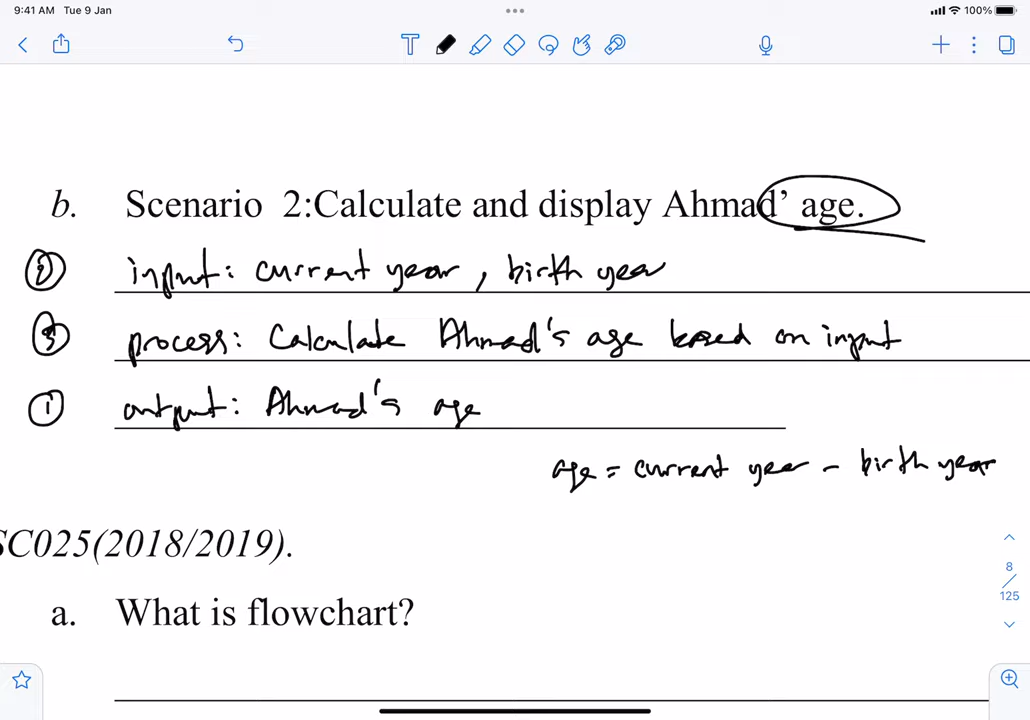 9:41 AM Tue 9 Jan
100%
b. Scenario 2:Calculate and display Ahmad’ age.
② input: current year, birth year
③ process: Calculate Ahmad's age based on input
① output: Ahmad's age
age = current year - birth year
SC025(2018/2019).
8
125
a. What is flowchart?